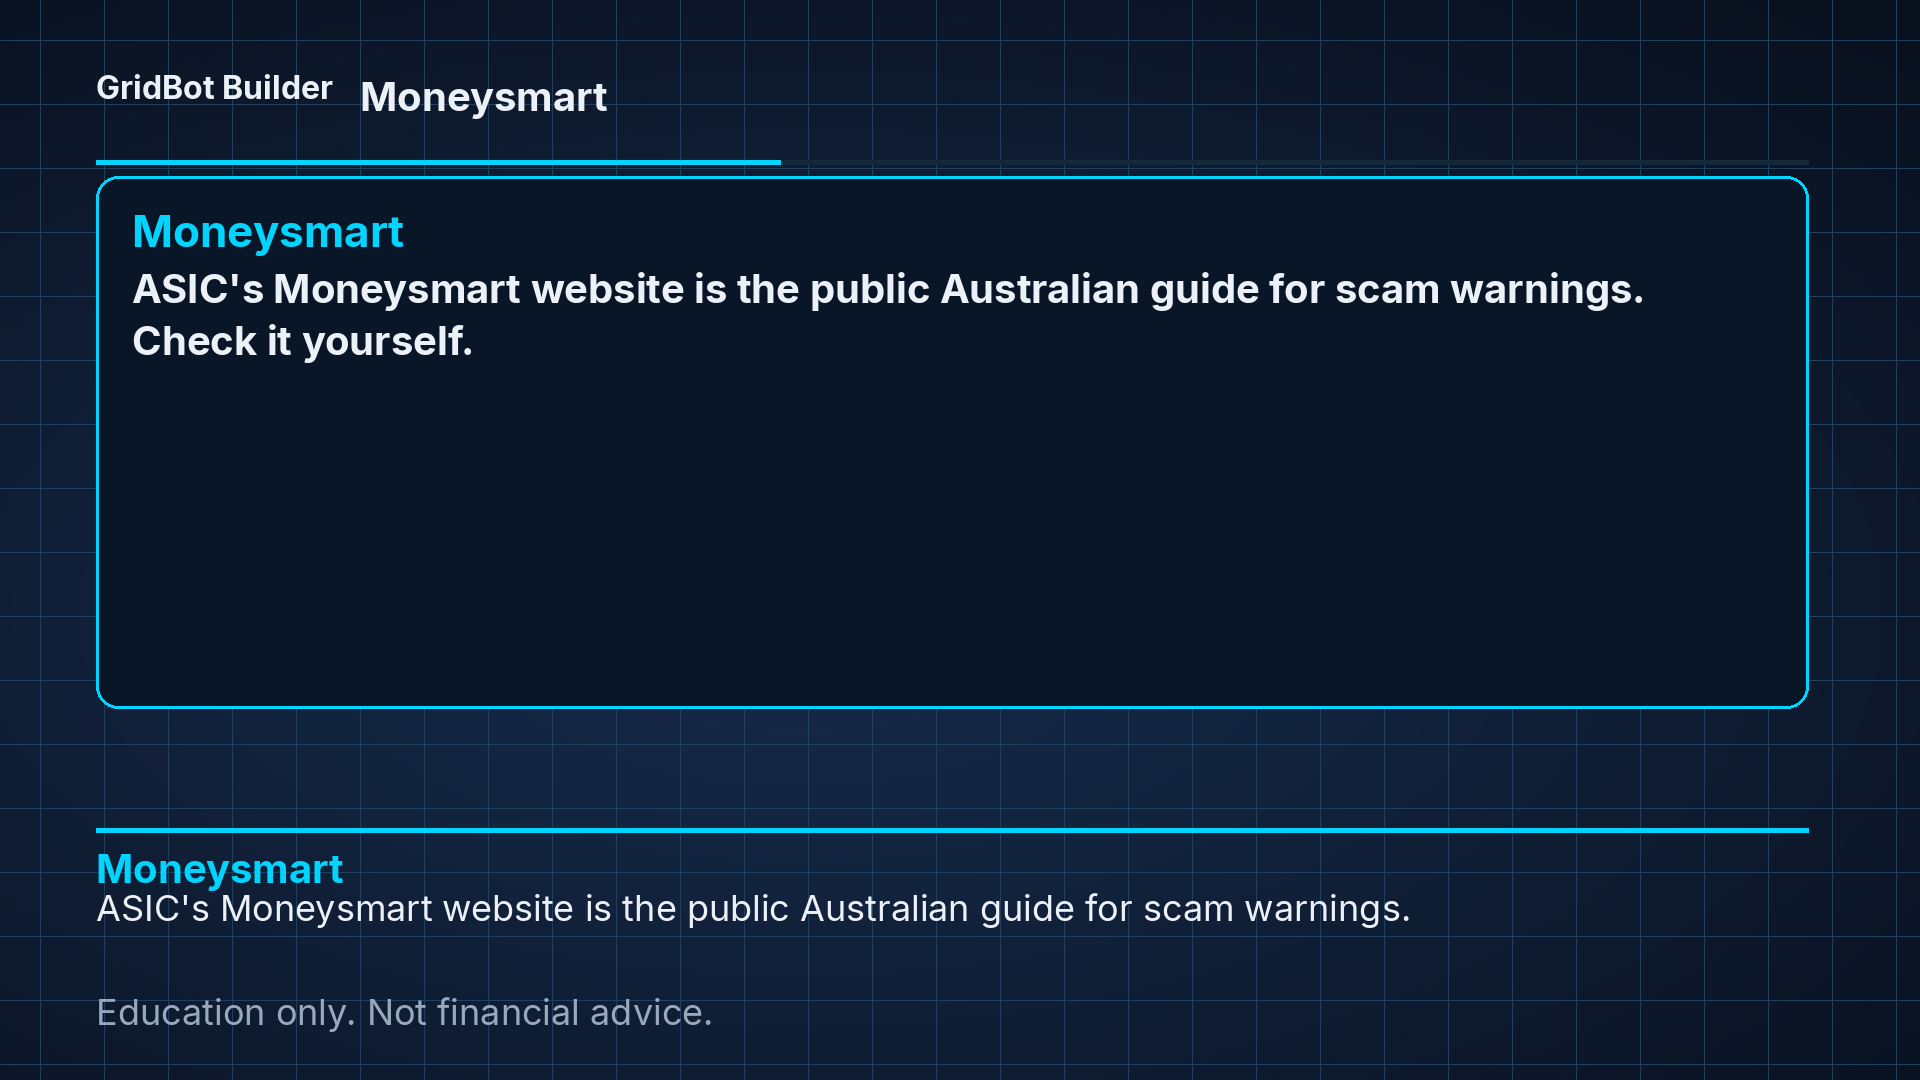 GridBot Builder
Moneysmart
Moneysmart
ASIC's Moneysmart website is the public Australian guide for scam warnings.
Check it yourself.
Moneysmart
ASIC's Moneysmart website is the public Australian guide for scam warnings.
Education only. Not financial advice.